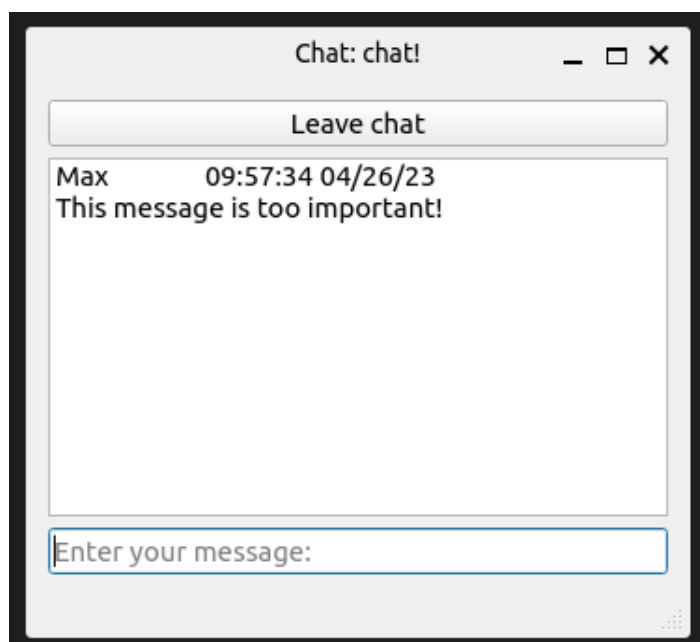 Chat: chat!
Leave chat
Max 09:57:34 04/26/23
This message is too important!
Enter your message: